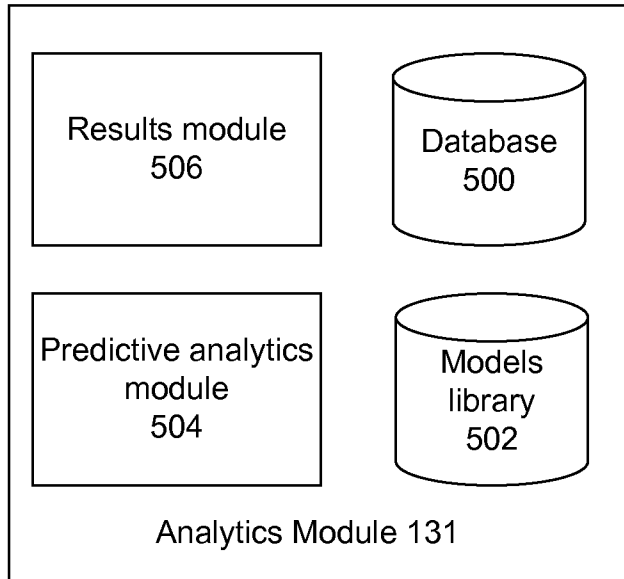 Results module
506
Database
500
Predictive analytics
module
504
Models
library
502
Analytics Module 131